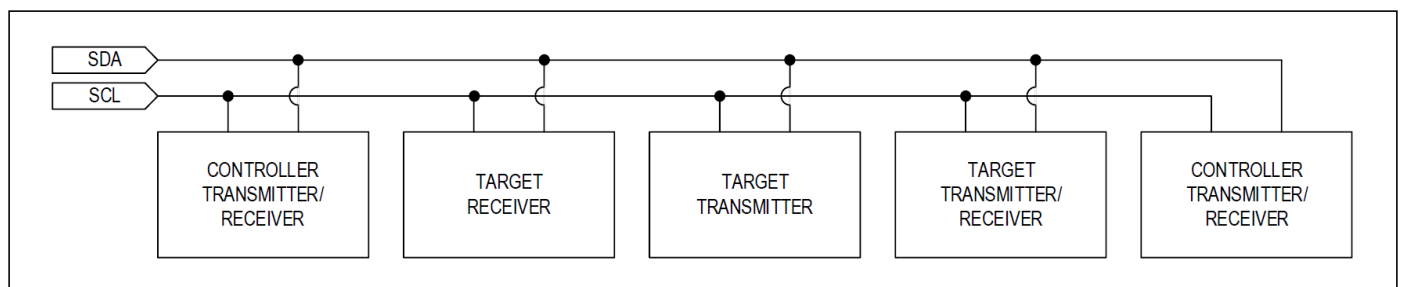 SDA
SCL
CONTROLLER
TRANSMITTER/
RECEIVER
TARGET
RECEIVER
TARGET
TRANSMITTER
TARGET
TRANSMITTER/
RECEIVER
CONTROLLER
TRANSMITTER/
RECEIVER